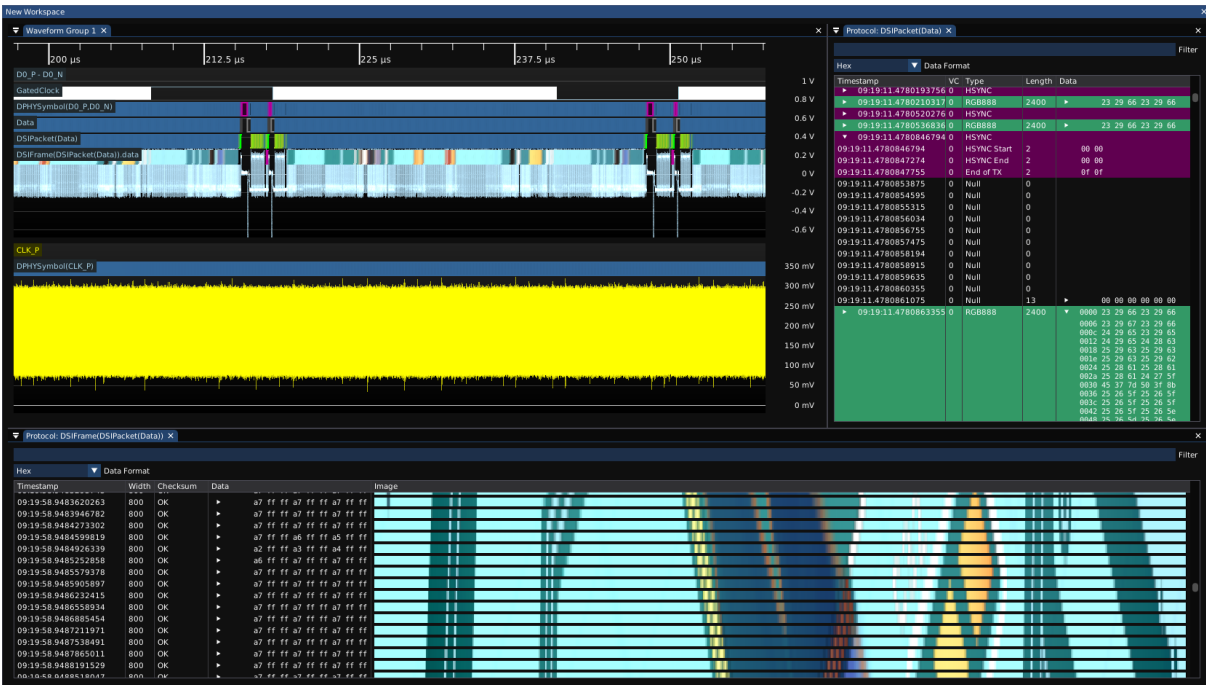 New Workspace
Waveform Group 1
200 µs 212.5 µs 225 µs 237.5 µs 250 µs
D0_P - D0_N
1 V
GatedClock
0.8 V
DPHYSymbol(D0_P,D0_N)
0.6 V
Data
0.4 V
DSIPacket(Data)
0.2 V
DSIFrame(DSIPacket(Data)).data
0 V
-0.2 V
-0.4 V
-0.6 V
CLK_P
DPHYSymbol(CLK_P)
350 mV
300 mV
250 mV
200 mV
150 mV
100 mV
50 mV
0 mV
Protocol: DSIPacket(Data)
Filter
Hex Data Format
Timestamp VC Type Length Data
09:19:11.4780193756 0 HSYNC
09:19:11.4780210317 0 RGB888 2400 23 29 66 23 29 66
09:19:11.4780520276 0 HSYNC
09:19:11.4780536836 0 RGB888 2400 23 29 66 23 29 66
09:19:11.4780846794 0 HSYNC
09:19:11.4780846794 0 HSYNC Start 2 00 00
09:19:11.4780847274 0 HSYNC End 2 00 00
09:19:11.4780847755 0 End of TX 2 0f 0f
09:19:11.4780853875 0 Null 0
09:19:11.4780854595 0 Null 0
09:19:11.4780855315 0 Null 0
09:19:11.4780856034 0 Null 0
09:19:11.4780856755 0 Null 0
09:19:11.4780857475 0 Null 0
09:19:11.4780858194 0 Null 0
09:19:11.4780858915 0 Null 0
09:19:11.4780859635 0 Null 0
09:19:11.4780860355 0 Null 0
09:19:11.4780861075 0 Null 13 00 00 00 00 00 00
09:19:11.4780863355 0 RGB888 2400 0000 23 29 66 23 29 66
0006 23 29 67 23 29 66
000c 24 29 65 23 29 65
0012 24 29 65 24 28 63
0018 25 29 63 25 29 63
001e 25 29 63 25 29 62
0024 25 28 61 25 28 61
002a 25 28 61 24 27 5f
0030 45 37 7d 50 3f 8b
0036 25 26 5f 25 26 5f
003c 25 26 5f 25 26 5f
0042 25 26 5f 25 26 5e
0048 25 26 5d 25 26 5e
Protocol: DSIFrame(DSIPacket(Data))
Filter
Hex Data Format
Timestamp Width Checksum Data Image
09:19:58.9483620263 800 OK a7 ff ff a7 ff ff a7 ff ff
09:19:58.9483946782 800 OK a7 ff ff a7 ff ff a7 ff ff
09:19:58.9484273302 800 OK a7 ff ff a7 ff ff a7 ff ff
09:19:58.9484599819 800 OK a7 ff ff a6 ff ff a5 ff ff
09:19:58.9484926339 800 OK a2 ff ff a3 ff ff a4 ff ff
09:19:58.9485252858 800 OK a6 ff ff a7 ff ff a7 ff ff
09:19:58.9485579378 800 OK a7 ff ff a7 ff ff a7 ff ff
09:19:58.9485905897 800 OK a7 ff ff a7 ff ff a7 ff ff
09:19:58.9486232415 800 OK a7 ff ff a7 ff ff a7 ff ff
09:19:58.9486558934 800 OK a7 ff ff a7 ff ff a7 ff ff
09:19:58.9486885454 800 OK a7 ff ff a7 ff ff a7 ff ff
09:19:58.9487211971 800 OK a7 ff ff a7 ff ff a7 ff ff
09:19:58.9487538491 800 OK a7 ff ff a7 ff ff a7 ff ff
09:19:58.9487865011 800 OK a7 ff ff a7 ff ff a7 ff ff
09:19:58.9488191529 800 OK a7 ff ff a7 ff ff a7 ff ff
09:19:58.9488518047 800 OK a7 ff ff a7 ff ff a7 ff ff